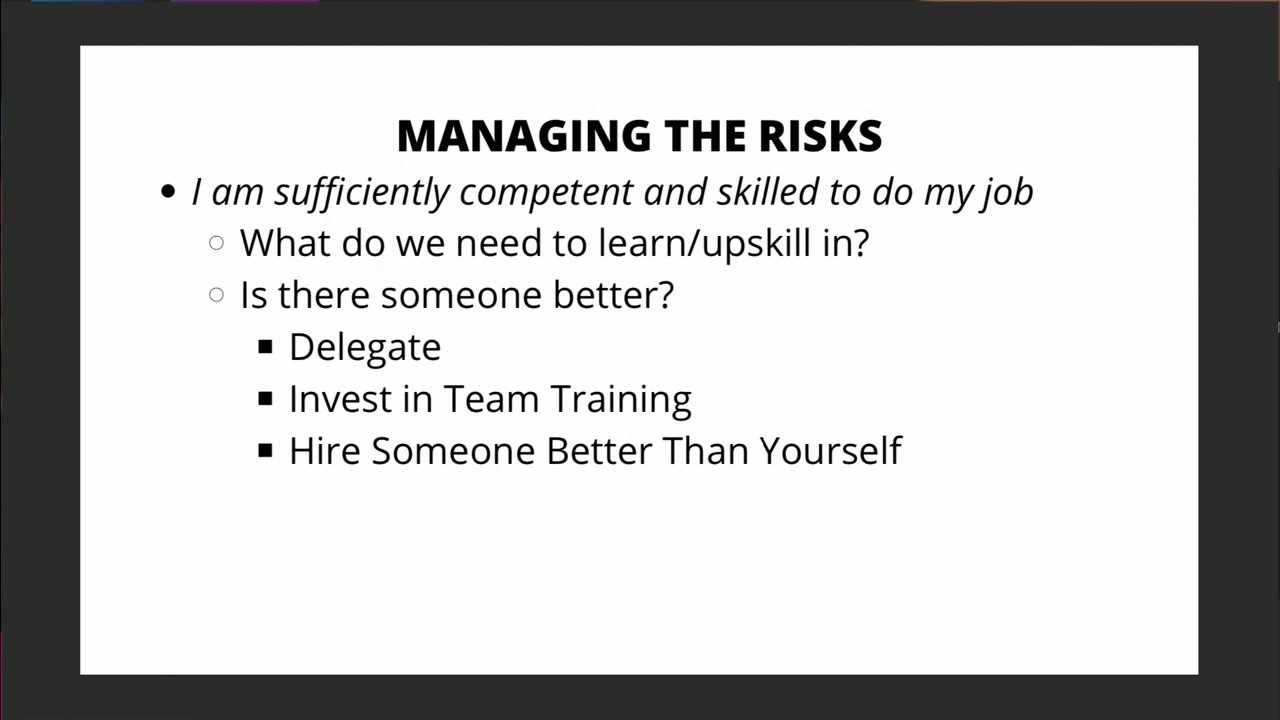 MANAGING THE RISKS
• I am sufficiently competent and skilled to do my job
○ What do we need to learn/upskill in?
○ Is there someone better?
■ Delegate
■ Invest in Team Training
■ Hire Someone Better Than Yourself